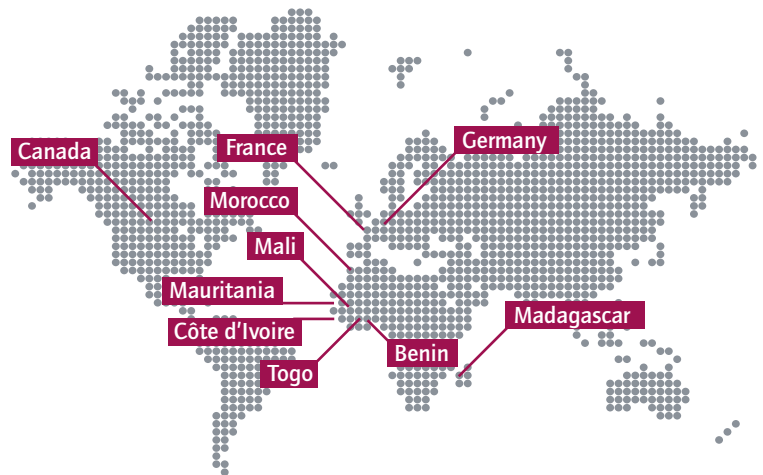 Canada
France
Germany
Morocco
Mali
Mauritania
Côte d'Ivoire
Madagascar
Benin
Togo